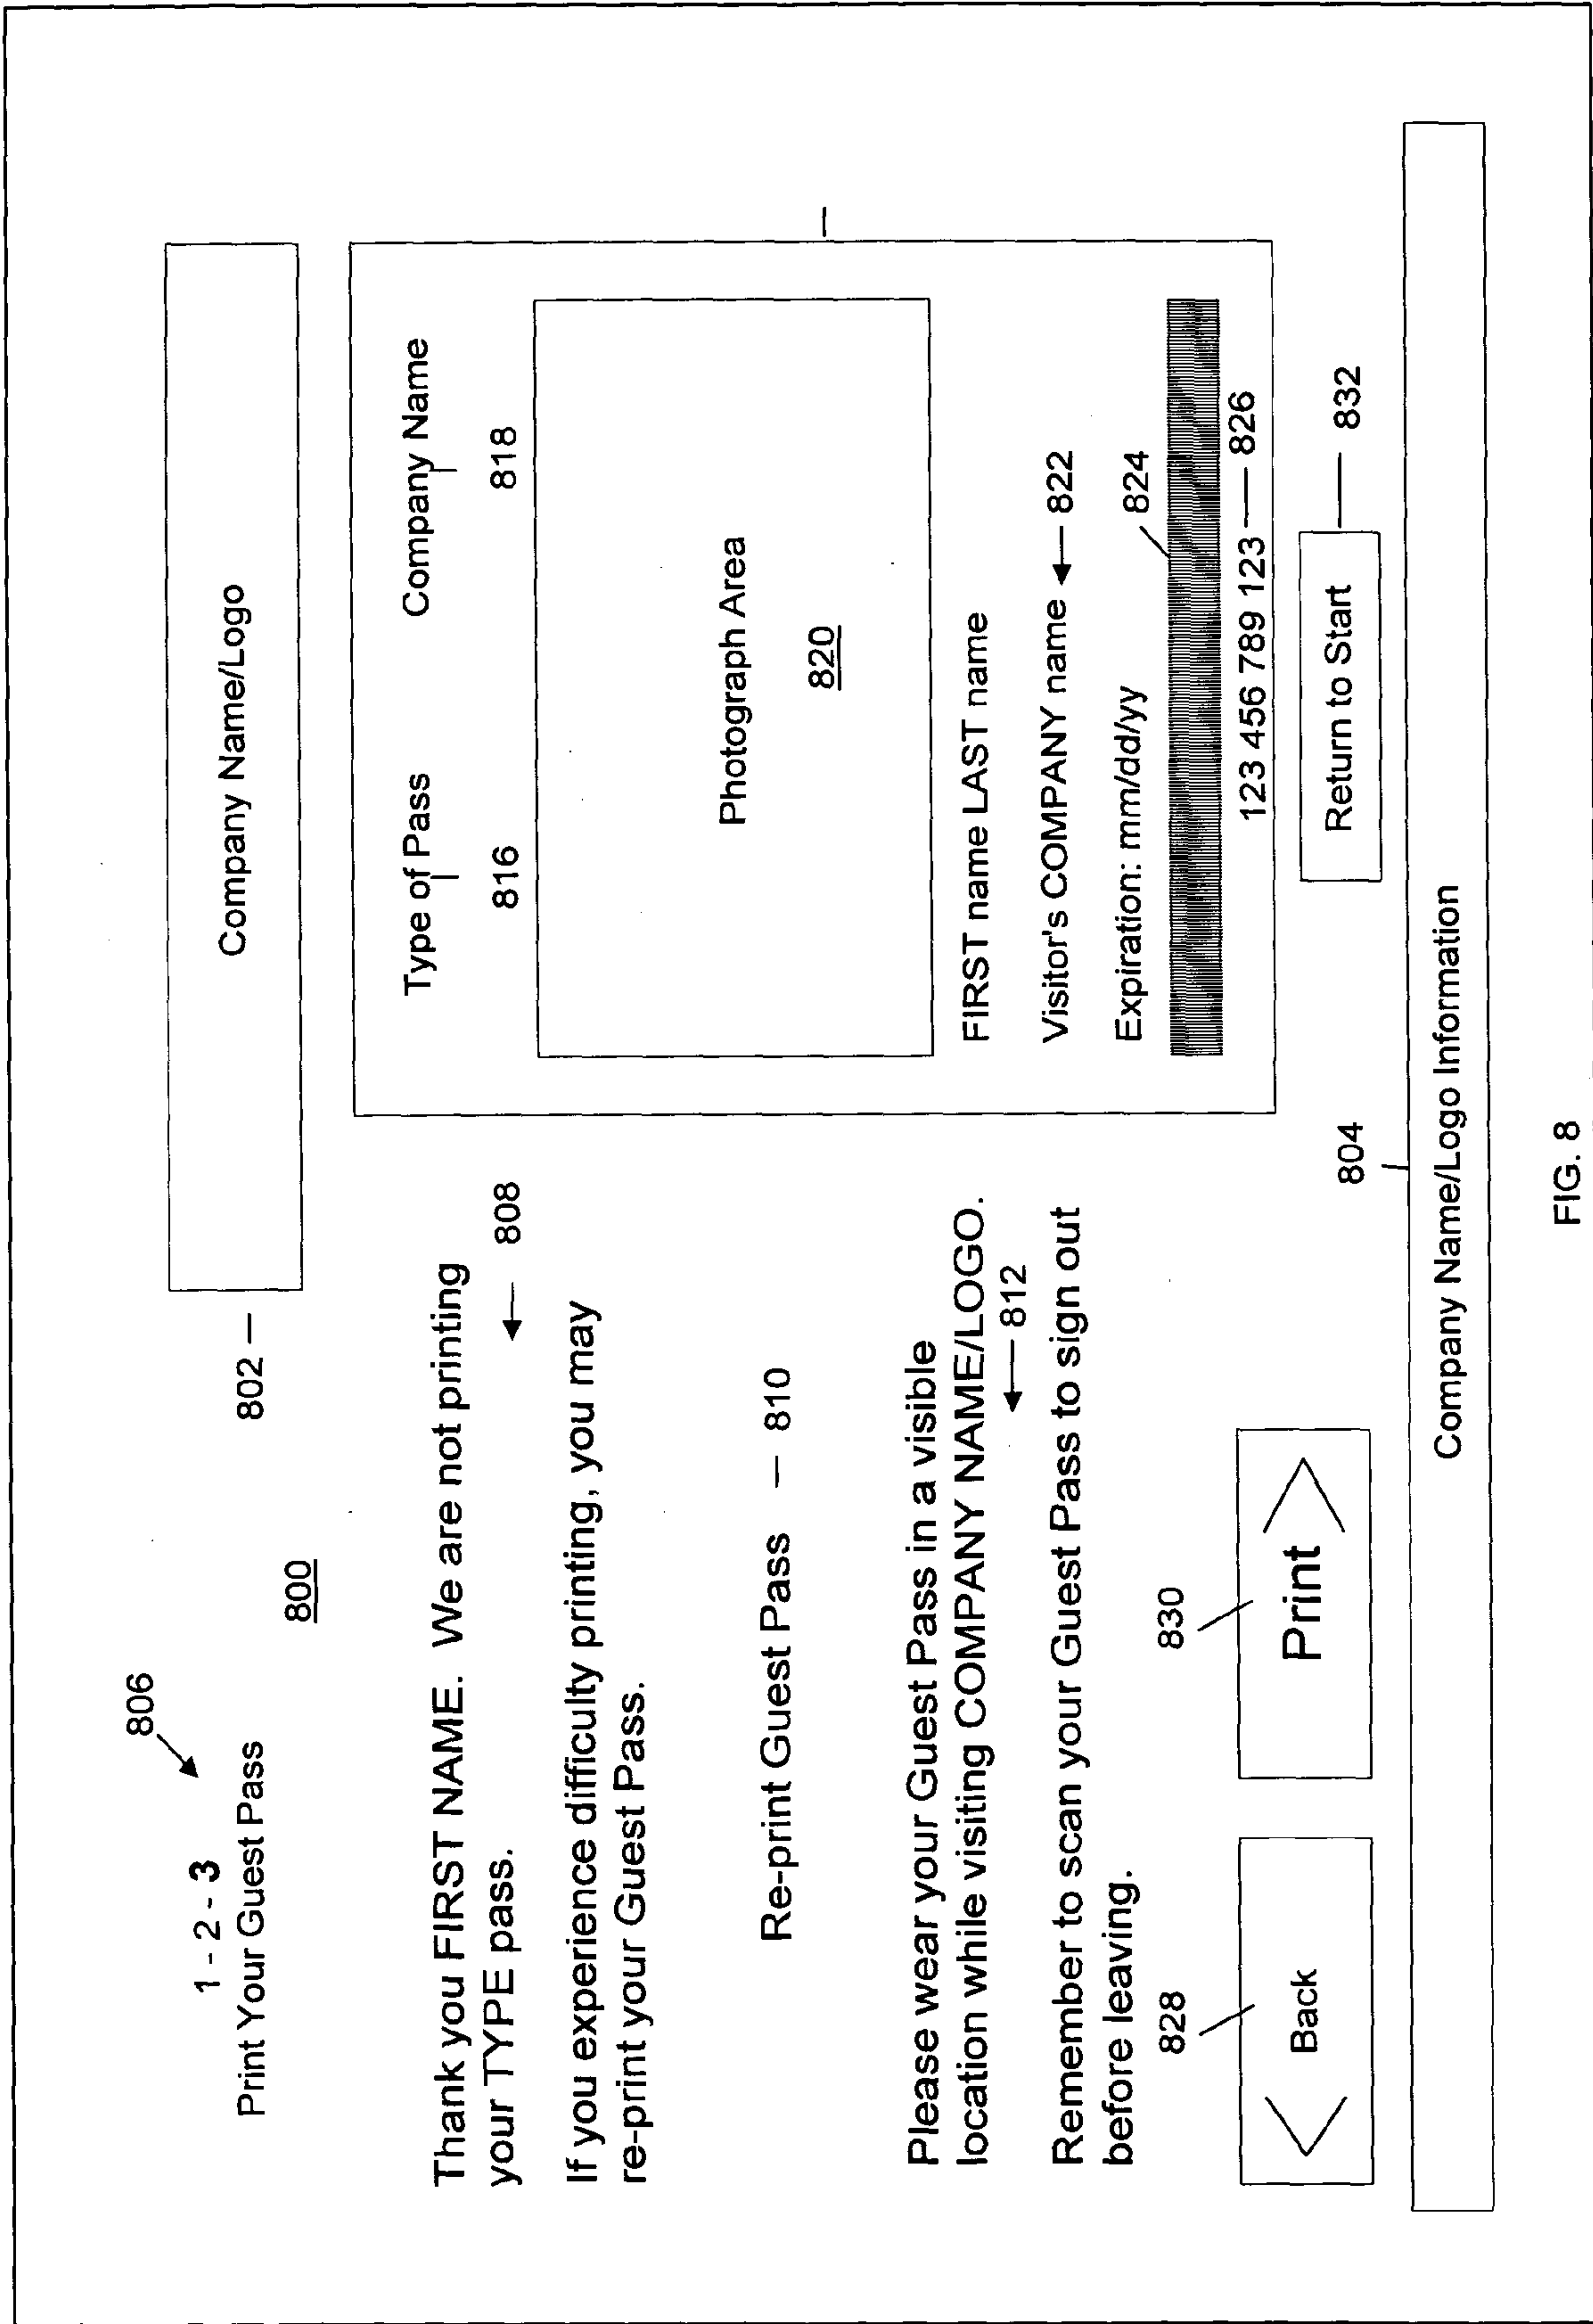 806
1 - 2 - 3
Print Your Guest Pass
802
Company Name/Logo
800
Thank you FIRST NAME. We are not printing
your TYPE pass.
808
If you experience difficulty printing, you may
re-print your Guest Pass.
Re-print Guest Pass
810
Please wear your Guest Pass in a visible
location while visiting COMPANY NAME/LOGO.
812
Remember to scan your Guest Pass to sign out
before leaving.
Type of Pass
Company Name
816
818
Photograph Area
820
FIRST name LAST name
Visitor's COMPANY name
822
Expiration: mm/dd/yy
824
123 456 789 123
826
828
830
Back
Print
Return to Start
832
804
Company Name/Logo Information
FIG. 8